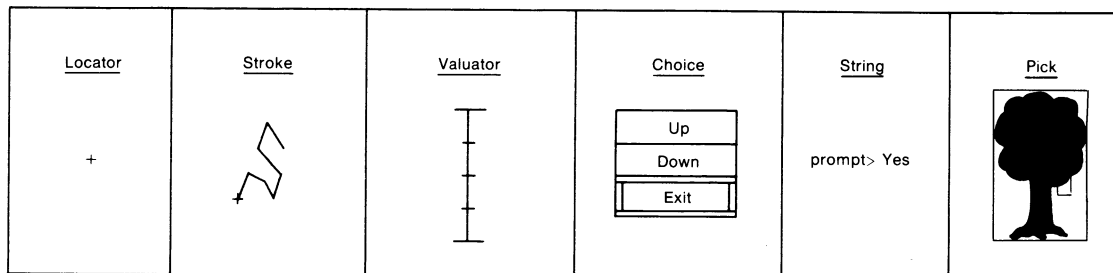 Locator
Stroke
Valuator
Choice
String
Pick
Up
Down
Exit
prompt> Yes